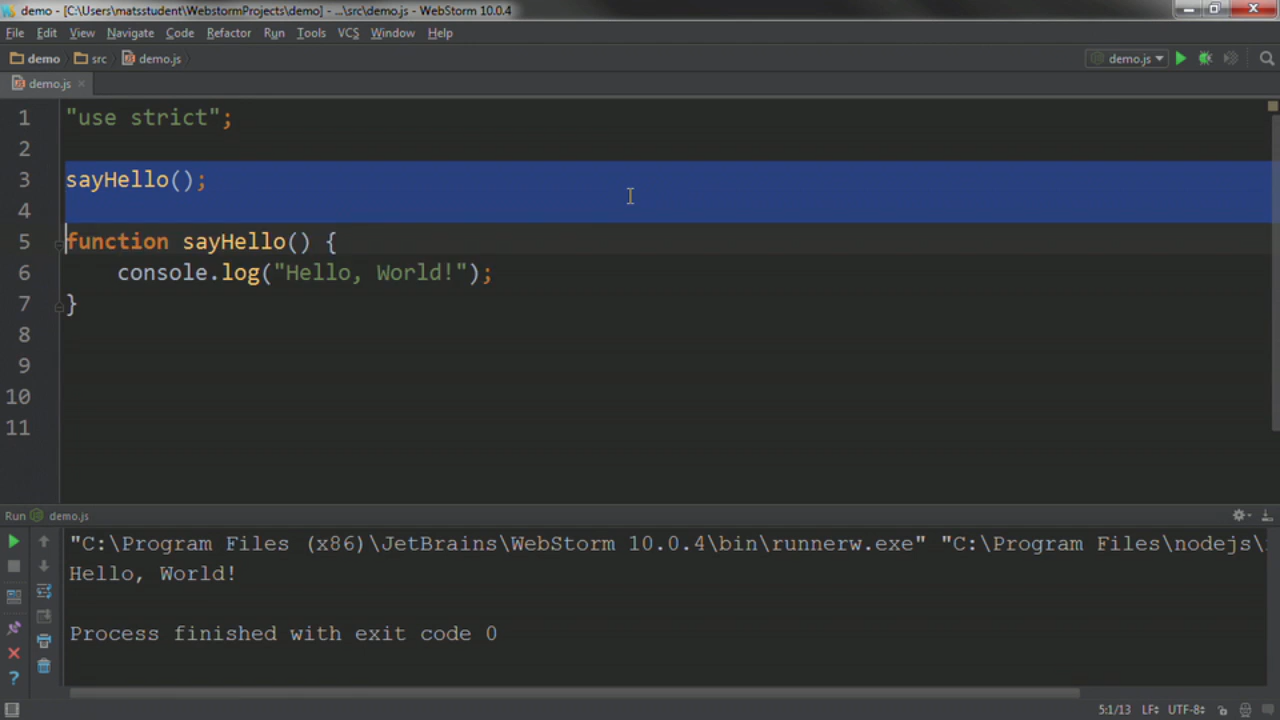 demo - [C:\Users\matsstudent\WebstormProjects\demo] - ...\src\demo.js - WebStorm 10.0.4
File Edit View Navigate Code Refactor Run Tools VCS Window Help
demo src demo.js demo.js
demo.js
1 "use strict";
2
3 sayHello();
4
5 function sayHello() {
6 console.log("Hello, World!");
7 }
8
9
10
11
Run demo.js
"C:\Program Files (x86)\JetBrains\WebStorm 10.0.4\bin\runnerw.exe" "C:\Program Files\nodejs\
Hello, World!
Process finished with exit code 0
5:1/13 LF UTF-8